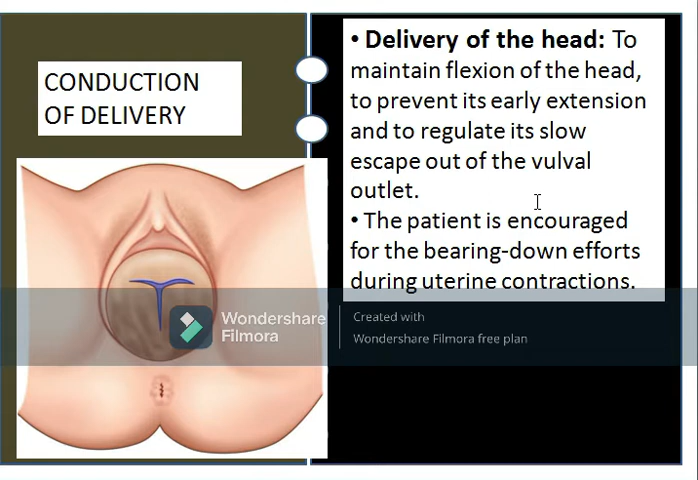 CONDUCTION
OF DELIVERY
• Delivery of the head: To
maintain flexion of the head,
to prevent its early extension
and to regulate its slow
escape out of the vulval
outlet.
• The patient is encouraged
for the bearing-down efforts
during uterine contractions.
Wondershare
Filmora
Created with
Wondershare Filmora free plan